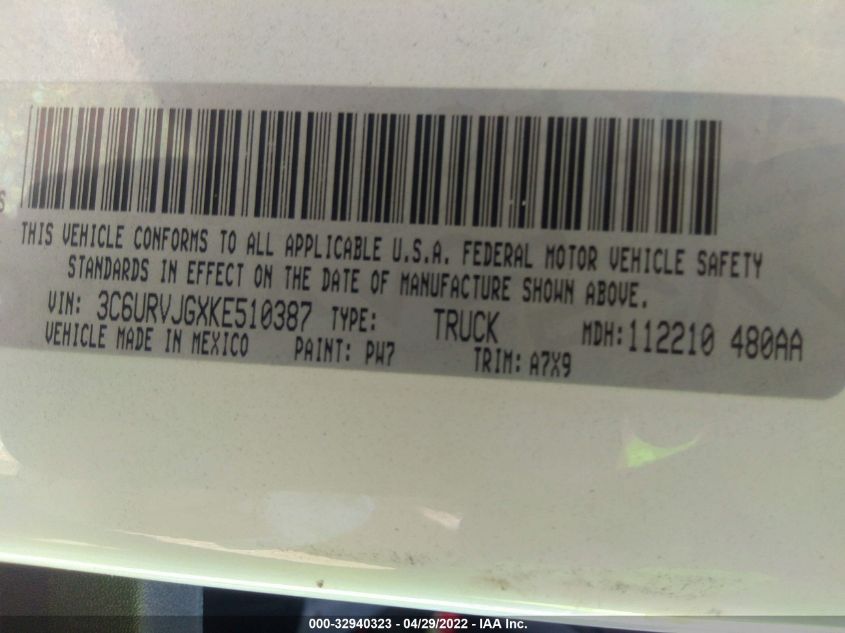 S
THIS VEHICLE CONFORMS TO ALL APPLICABLE U.S.A. FEDERAL MOTOR VEHICLE SAFETY
STANDARDS IN EFFECT ON THE DATE OF MANUFACTURE SHOWN ABOVE.
VIN: 3C6URVJGXKE510387 TYPE: TRUCK MDH:112210 480AA
VEHICLE MADE IN MEXICO PAINT: PW7 TRIM: A7X9
000-32940323 - 04/29/2022 - IAA Inc.